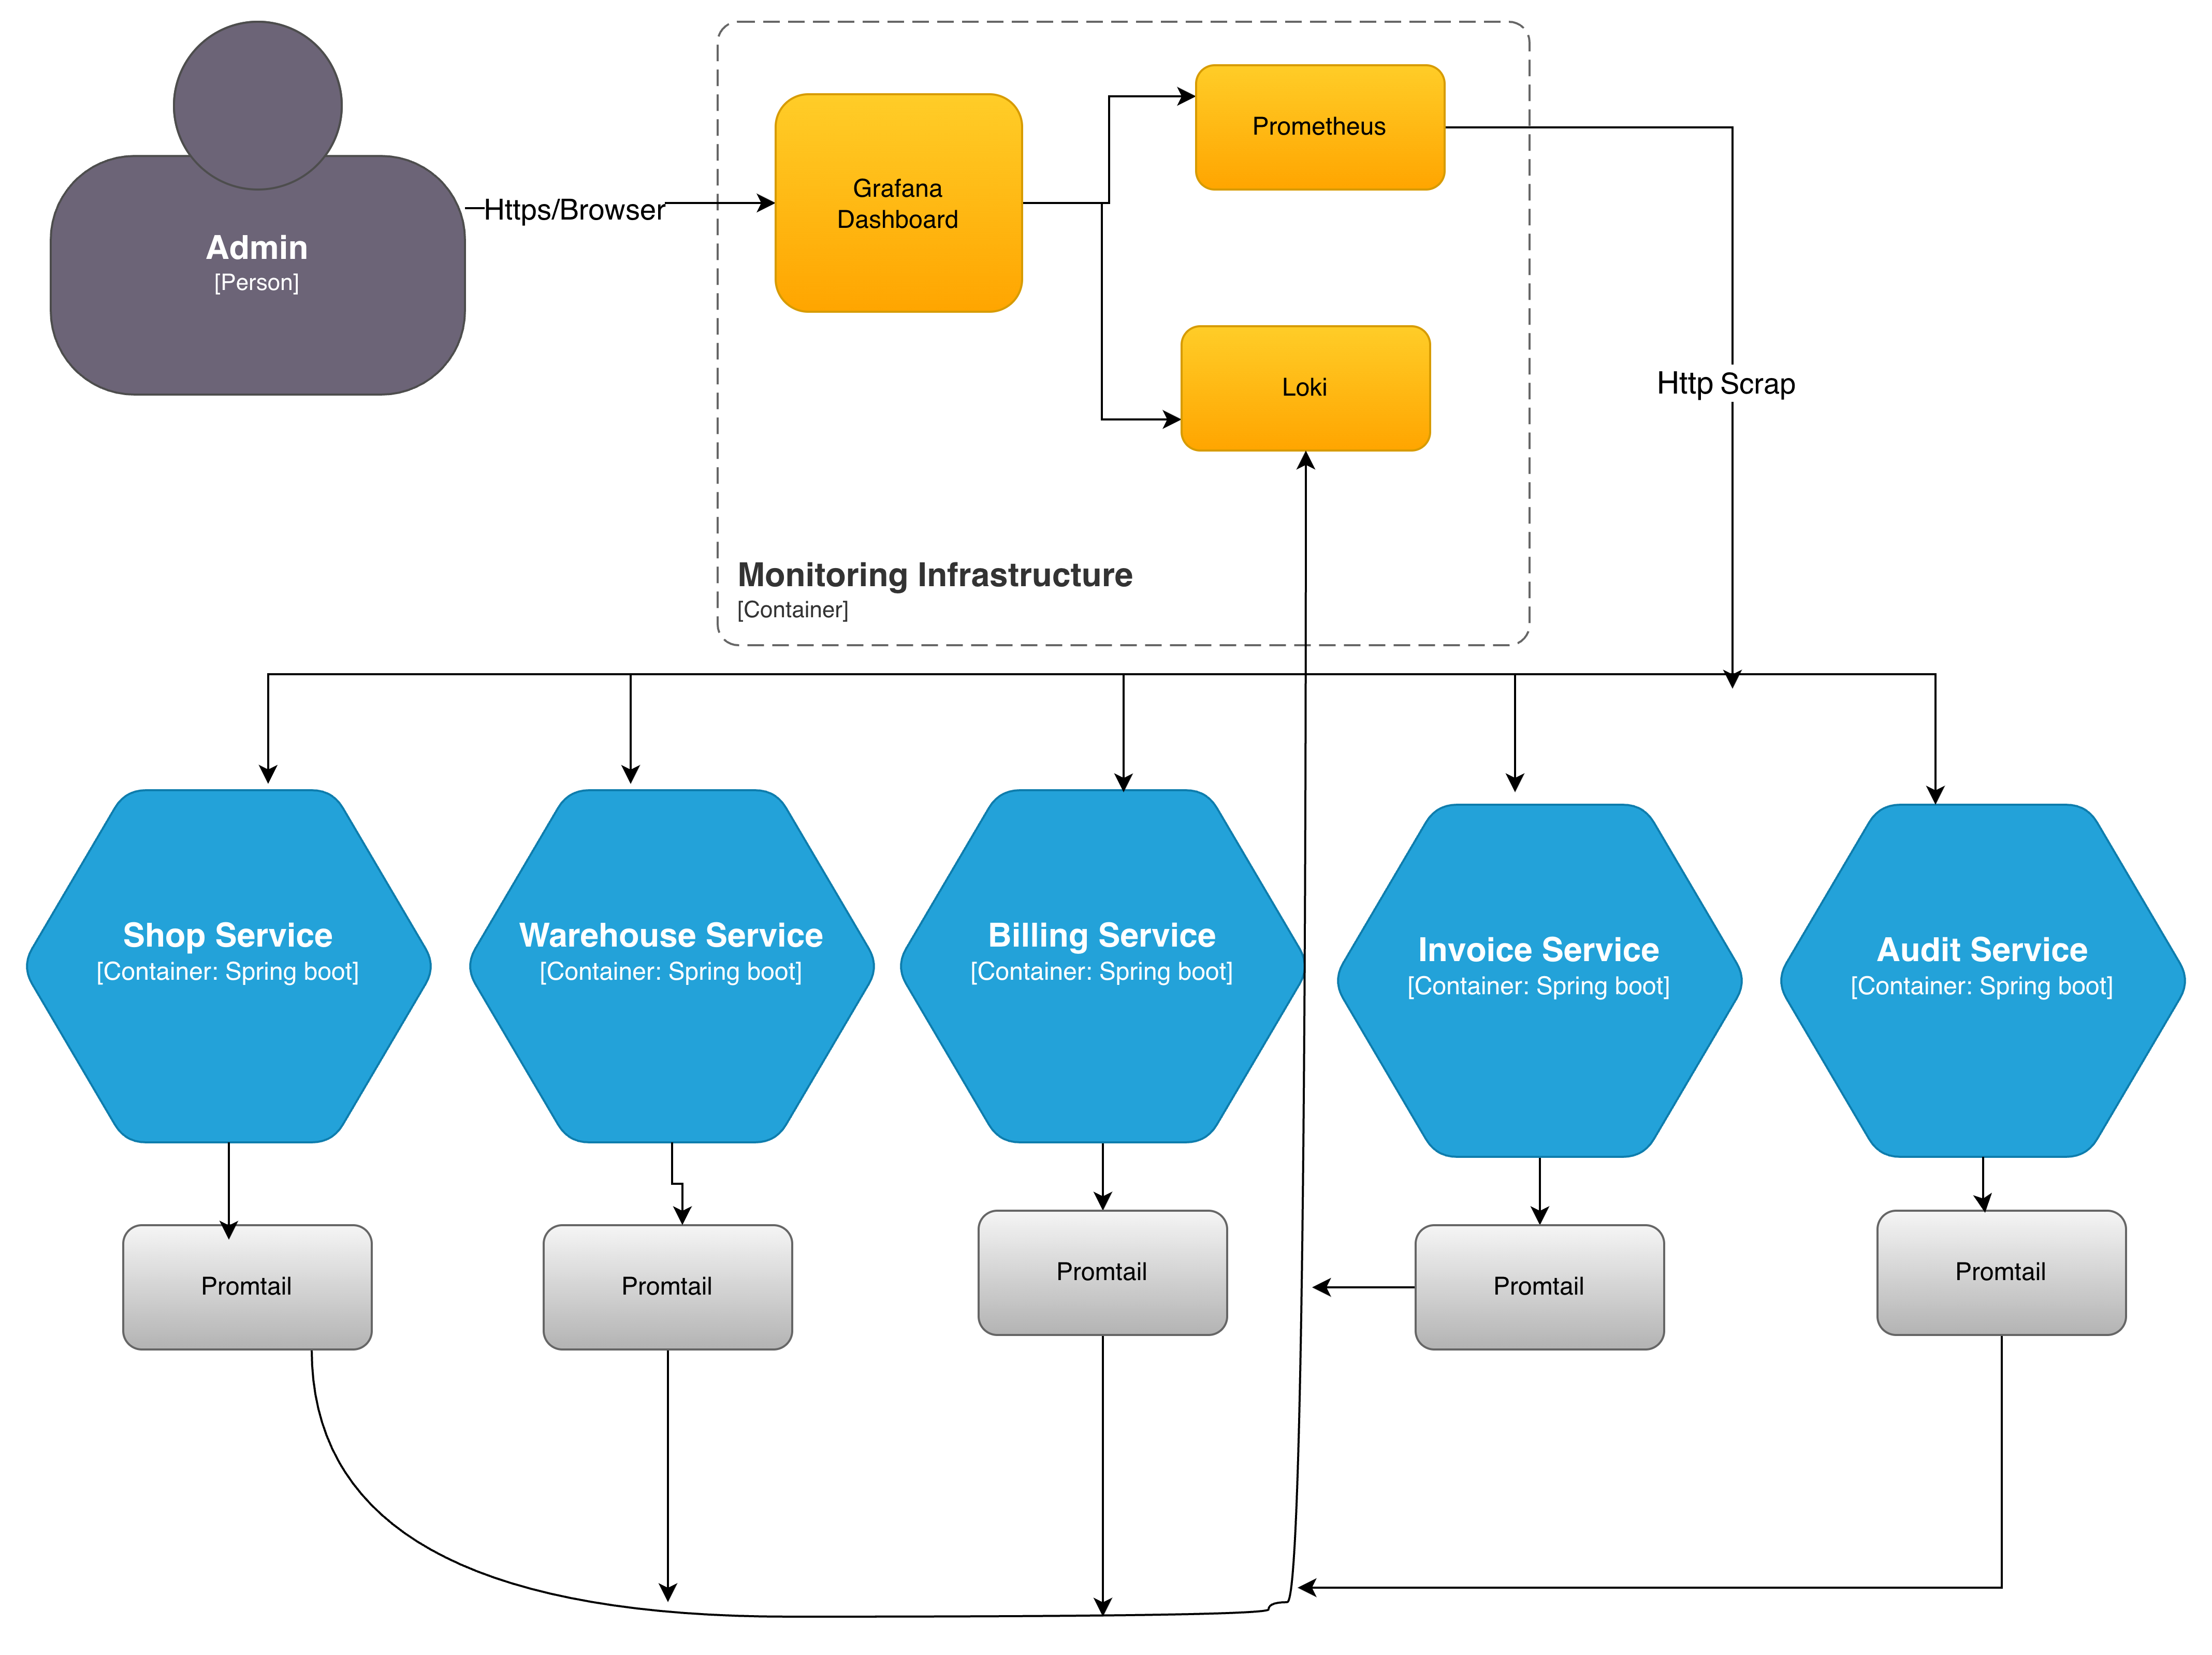 Admin
[Person]
Https/Browser
Grafana
Dashboard
Prometheus
Loki
Http Scrap
Monitoring Infrastructure
[Container]
Shop Service
[Container: Spring boot]
Warehouse Service
[Container: Spring boot]
Billing Service
[Container: Spring boot]
Invoice Service
[Container: Spring boot]
Audit Service
[Container: Spring boot]
Promtail
Promtail
Promtail
Promtail
Promtail